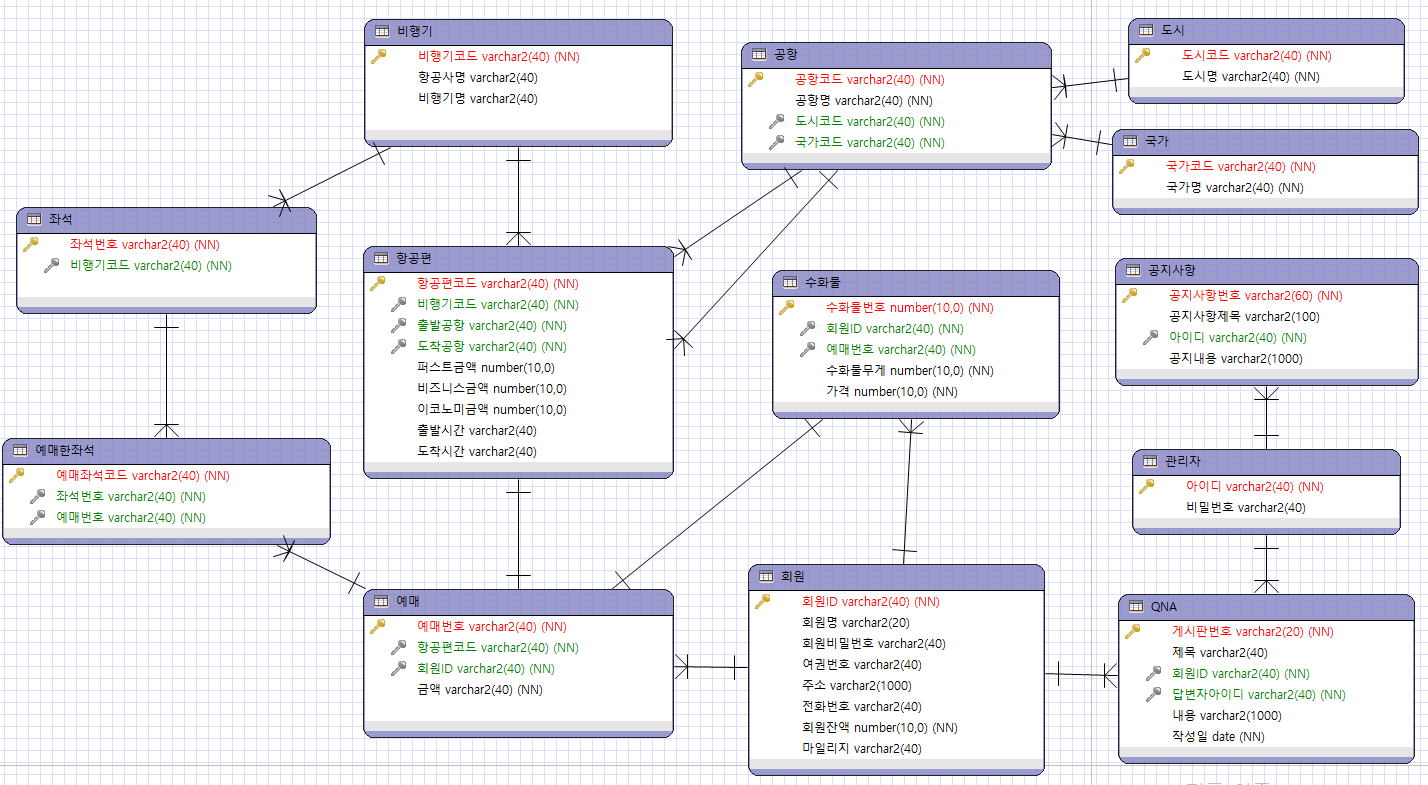 비행기
비행기코드 varchar2(40) (NN)
항공사명 varchar2(40)
비행기명 varchar2(40)
공항
공항코드 varchar2(40) (NN)
공항명 varchar2(40) (NN)
도시코드 varchar2(40) (NN)
국가코드 varchar2(40) (NN)
도시
도시코드 varchar2(40) (NN)
도시명 varchar2(40) (NN)
국가
국가코드 varchar2(40) (NN)
국가명 varchar2(40) (NN)
좌석
좌석번호 varchar2(40) (NN)
비행기코드 varchar2(40) (NN)
항공편
항공편코드 varchar2(40) (NN)
비행기코드 varchar2(40) (NN)
출발공항 varchar2(40) (NN)
도착공항 varchar2(40) (NN)
퍼스트금액 number(10,0)
비즈니스금액 number(10,0)
이코노미금액 number(10,0)
출발시간 varchar2(40)
도착시간 varchar2(40)
수화물
수화물번호 number(10,0) (NN)
회원ID varchar2(40) (NN)
예매번호 varchar2(40) (NN)
수화물무게 number(10,0) (NN)
가격 number(10,0) (NN)
공지사항
공지사항번호 varchar2(60) (NN)
공지사항제목 varchar2(100)
아이디 varchar2(40) (NN)
공지내용 varchar2(1000)
예매한좌석
예매좌석코드 varchar2(40) (NN)
좌석번호 varchar2(40) (NN)
예매번호 varchar2(40) (NN)
관리자
아이디 varchar2(40) (NN)
비밀번호 varchar2(40)
예매
예매번호 varchar2(40) (NN)
항공편코드 varchar2(40) (NN)
회원ID varchar2(40) (NN)
금액 varchar2(40) (NN)
회원
회원ID varchar2(40) (NN)
회원명 varchar2(20)
회원비밀번호 varchar2(40)
여권번호 varchar2(40)
주소 varchar2(1000)
전화번호 varchar2(40)
회원잔액 number(10,0) (NN)
마일리지 varchar2(40)
QNA
게시판번호 varchar2(20) (NN)
제목 varchar2(40)
회원ID varchar2(40) (NN)
답변자아이디 varchar2(40) (NN)
내용 varchar2(1000)
작성일 date (NN)